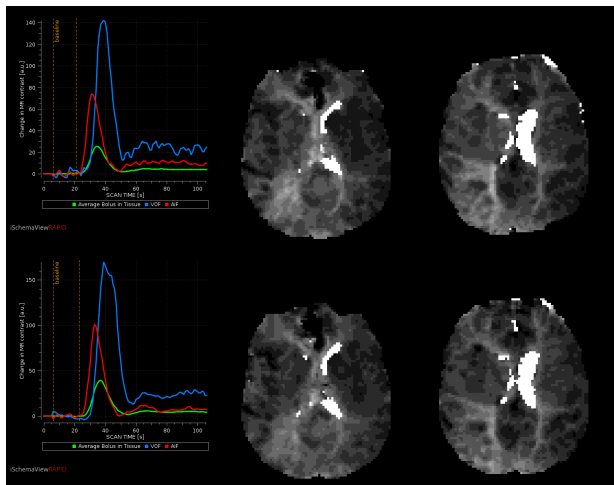 baseline
Change in MR contrast [a.u.]
140
120
100
80
60
40
20
0
0 20 40 60 80 100
SCAN TIME [s]
Average Bolus in Tissue VOF AIF
iSchemaViewRAPID
baseline
Change in MR contrast [a.u.]
150
100
50
0
0 20 40 60 80 100
SCAN TIME [s]
Average Bolus in Tissue VOF AIF
iSchemaViewRAPID